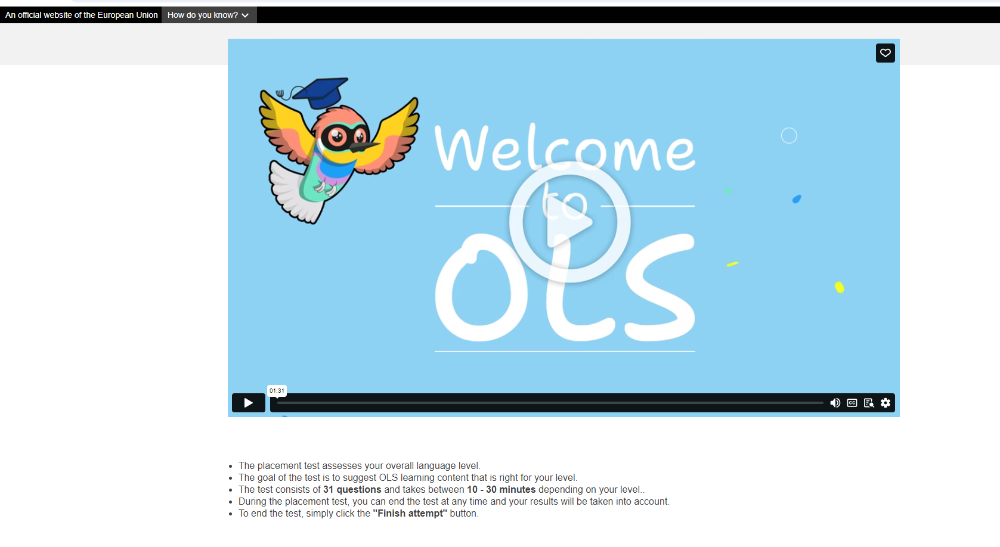 An official website of the European Union How do you know?
Welcome
to
OLS
01:31
CC
The placement test assesses your overall language level.
The goal of the test is to suggest OLS learning content that is right for your level.
The test consists of 31 questions and takes between 10 - 30 minutes depending on your level..
During the placement test, you can end the test at any time and your results will be taken into account.
To end the test, simply click the "Finish attempt" button.